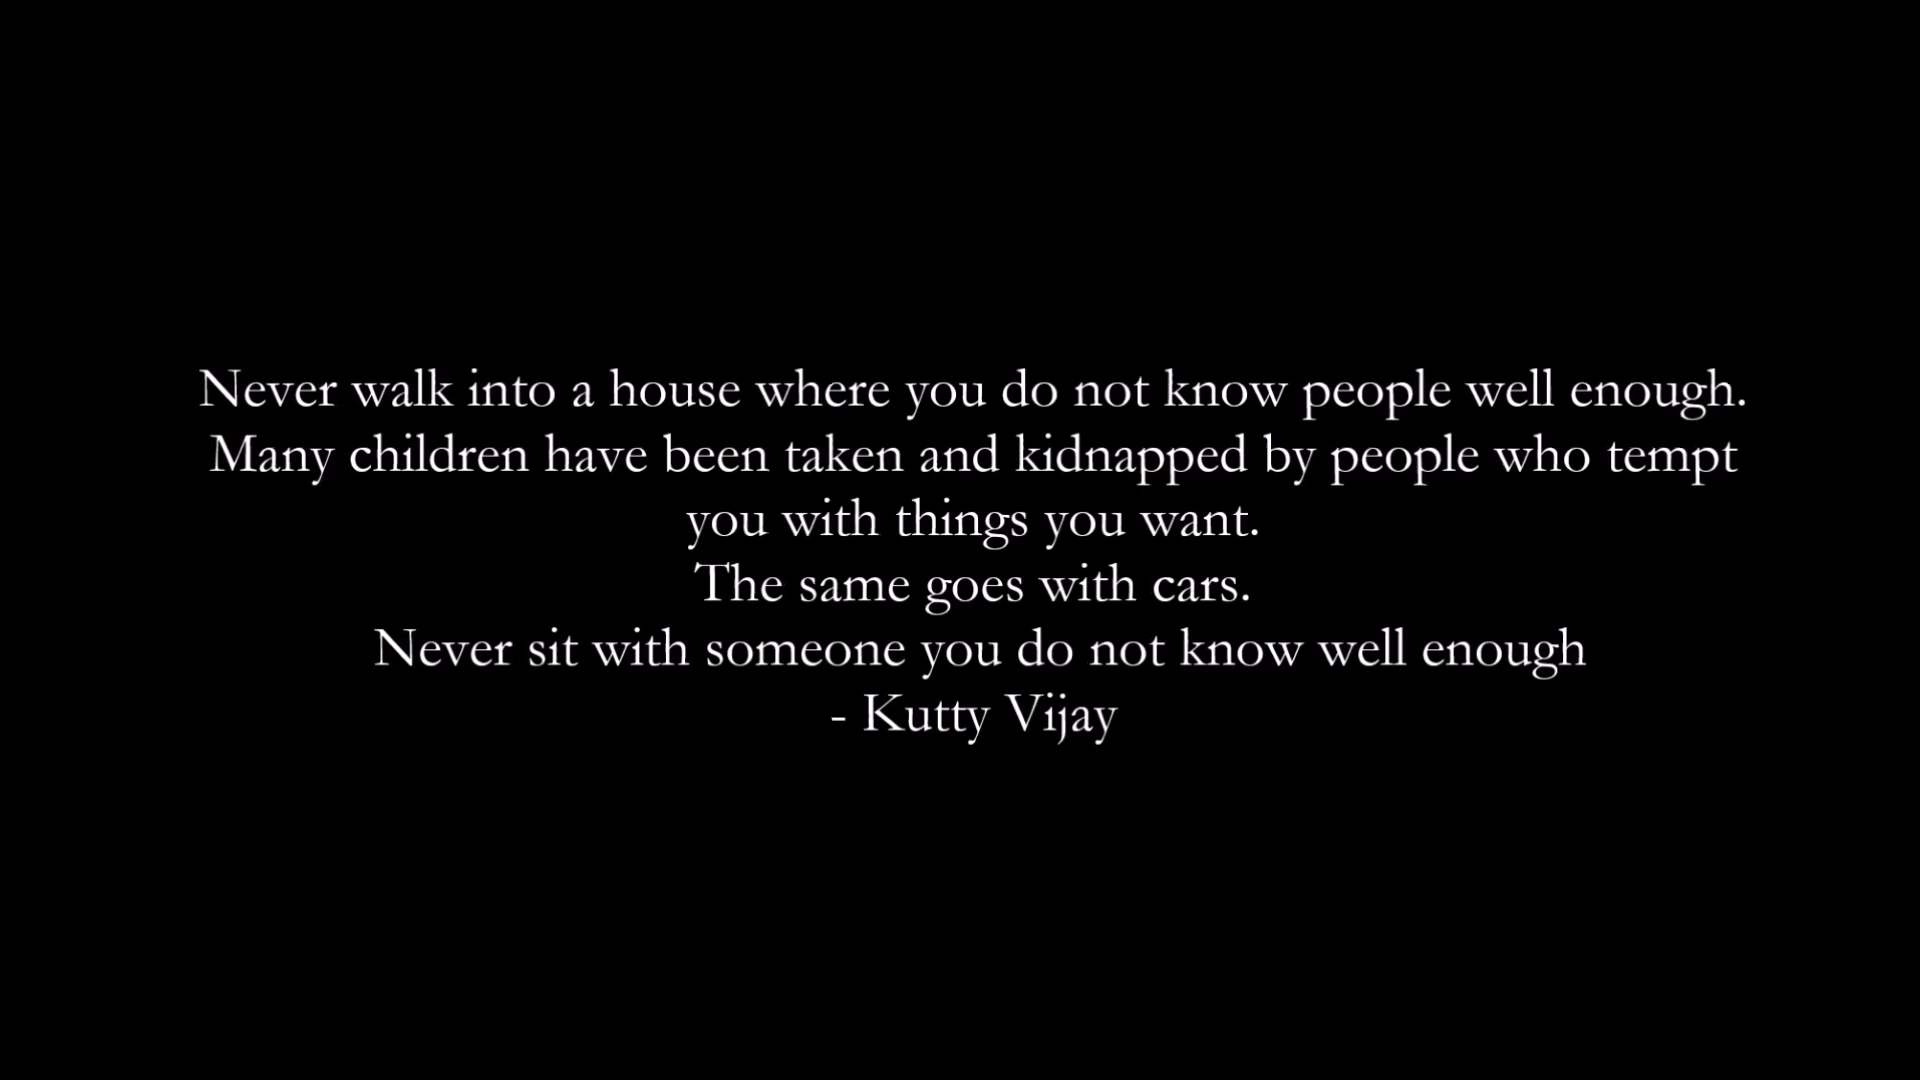 Never walk into a house where you do not know people well enough.
Many children have been taken and kidnapped by people who tempt
you with things you want.
The same goes with cars.
Never sit with someone you do not know well enough
- Kutty Vijay